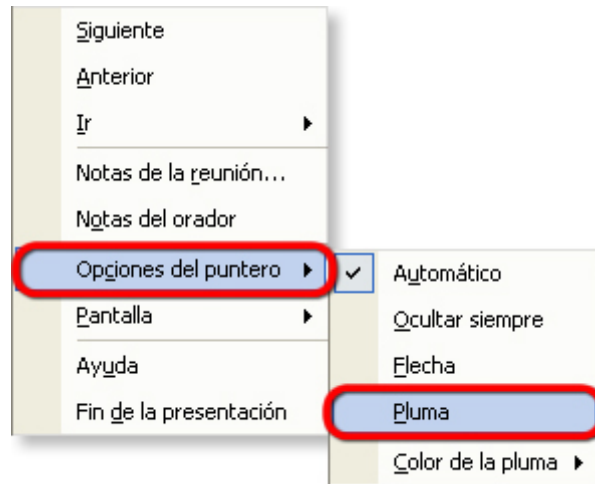 Siguiente
Anterior
Ir
Notas de la reunión...
Notas del orador
Opciones del puntero
Pantalla
Ayuda
Fin de la presentación
Automático
Ocultar siempre
Flecha
Pluma
Color de la pluma